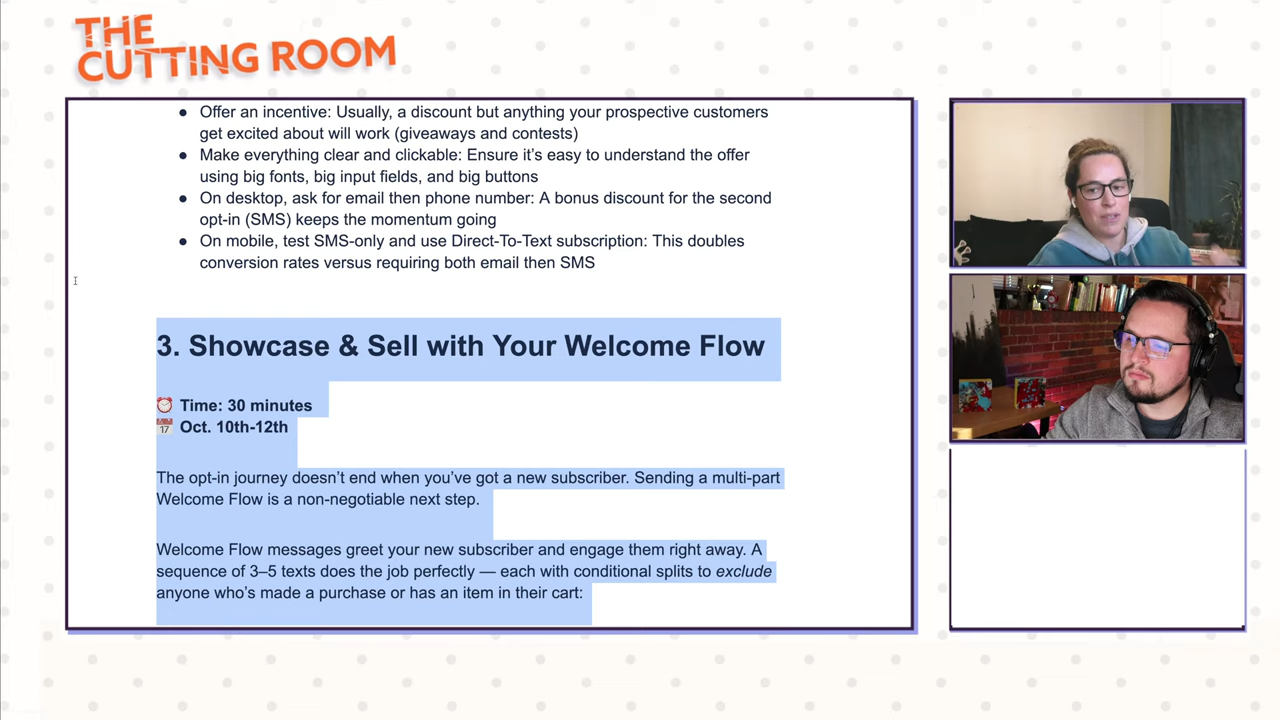 THE
CUTTING ROOM
● Offer an incentive: Usually, a discount but anything your prospective customers
get excited about will work (giveaways and contests)
● Make everything clear and clickable: Ensure it’s easy to understand the offer
using big fonts, big input fields, and big buttons
● On desktop, ask for email then phone number: A bonus discount for the second
opt-in (SMS) keeps the momentum going
● On mobile, test SMS-only and use Direct-To-Text subscription: This doubles
conversion rates versus requiring both email then SMS
3. Showcase & Sell with Your Welcome Flow
⏰ Time: 30 minutes
📅 Oct. 10th-12th
The opt-in journey doesn’t end when you’ve got a new subscriber. Sending a multi-part
Welcome Flow is a non-negotiable next step.
Welcome Flow messages greet your new subscriber and engage them right away. A
sequence of 3–5 texts does the job perfectly — each with conditional splits to exclude
anyone who’s made a purchase or has an item in their cart: